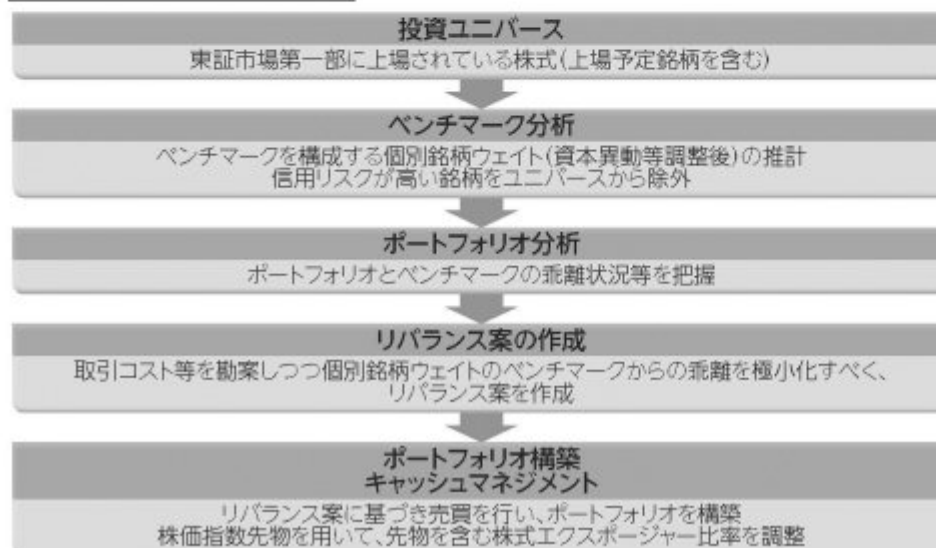 投資ユニバース
東証市場第一部に上場されている株式(上場予定銘柄を含む)
ベンチマーク分析
ベンチマークを構成する個別銘柄ウェイト(資本異動等調整後)の推計
信用リスクが高い銘柄をユニバースから除外
ポートフォリオ分析
ポートフォリオとベンチマークの乖離状況等を把握
リバランス案の作成
取引コスト等を勘案しつつ個別銘柄ウェイトのベンチマークからの乖離を極小化すべく、
リバランス案を作成
ポートフォリオ構築
キャッシュマネジメント
リバランス案に基づき売買を行い、ポートフォリオを構築
株価指数先物を用いて、先物を含む株式エクスポージャー比率を調整